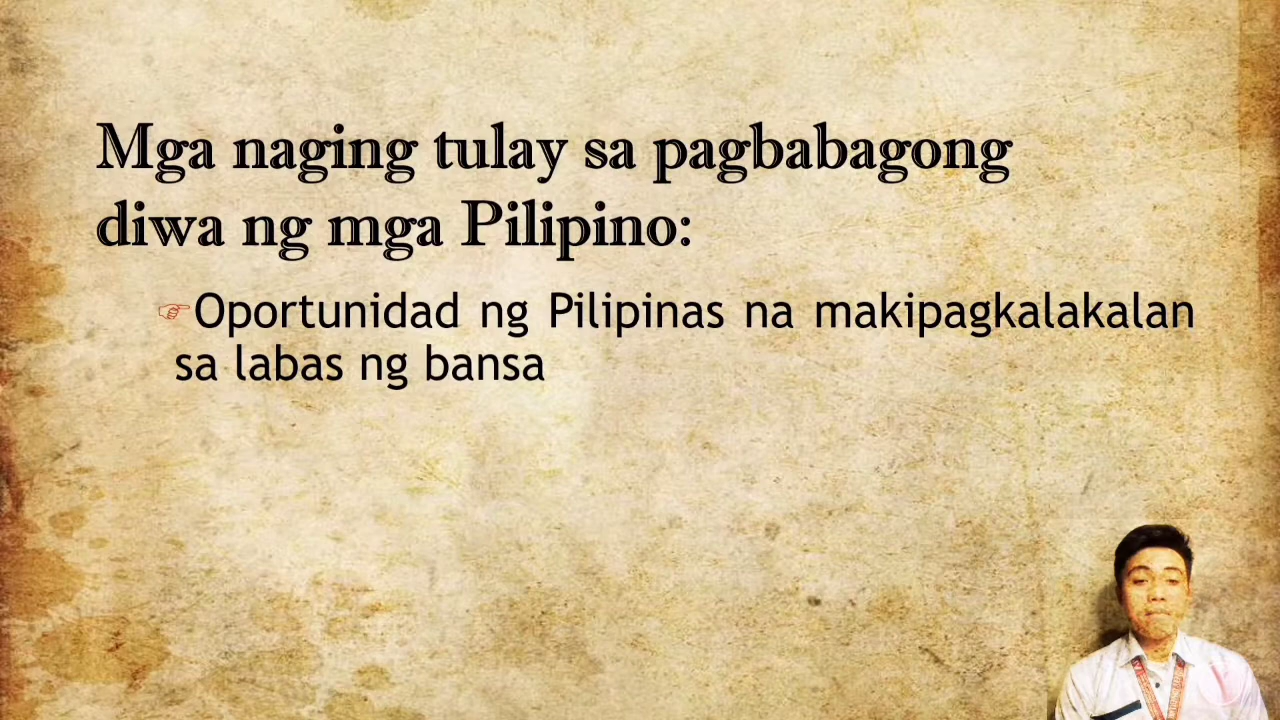 Mga naging tulay sa pagbabagong
diwa ng mga Pilipino:
☞Oportunidad ng Pilipinas na makipagkalakalan
sa labas ng bansa